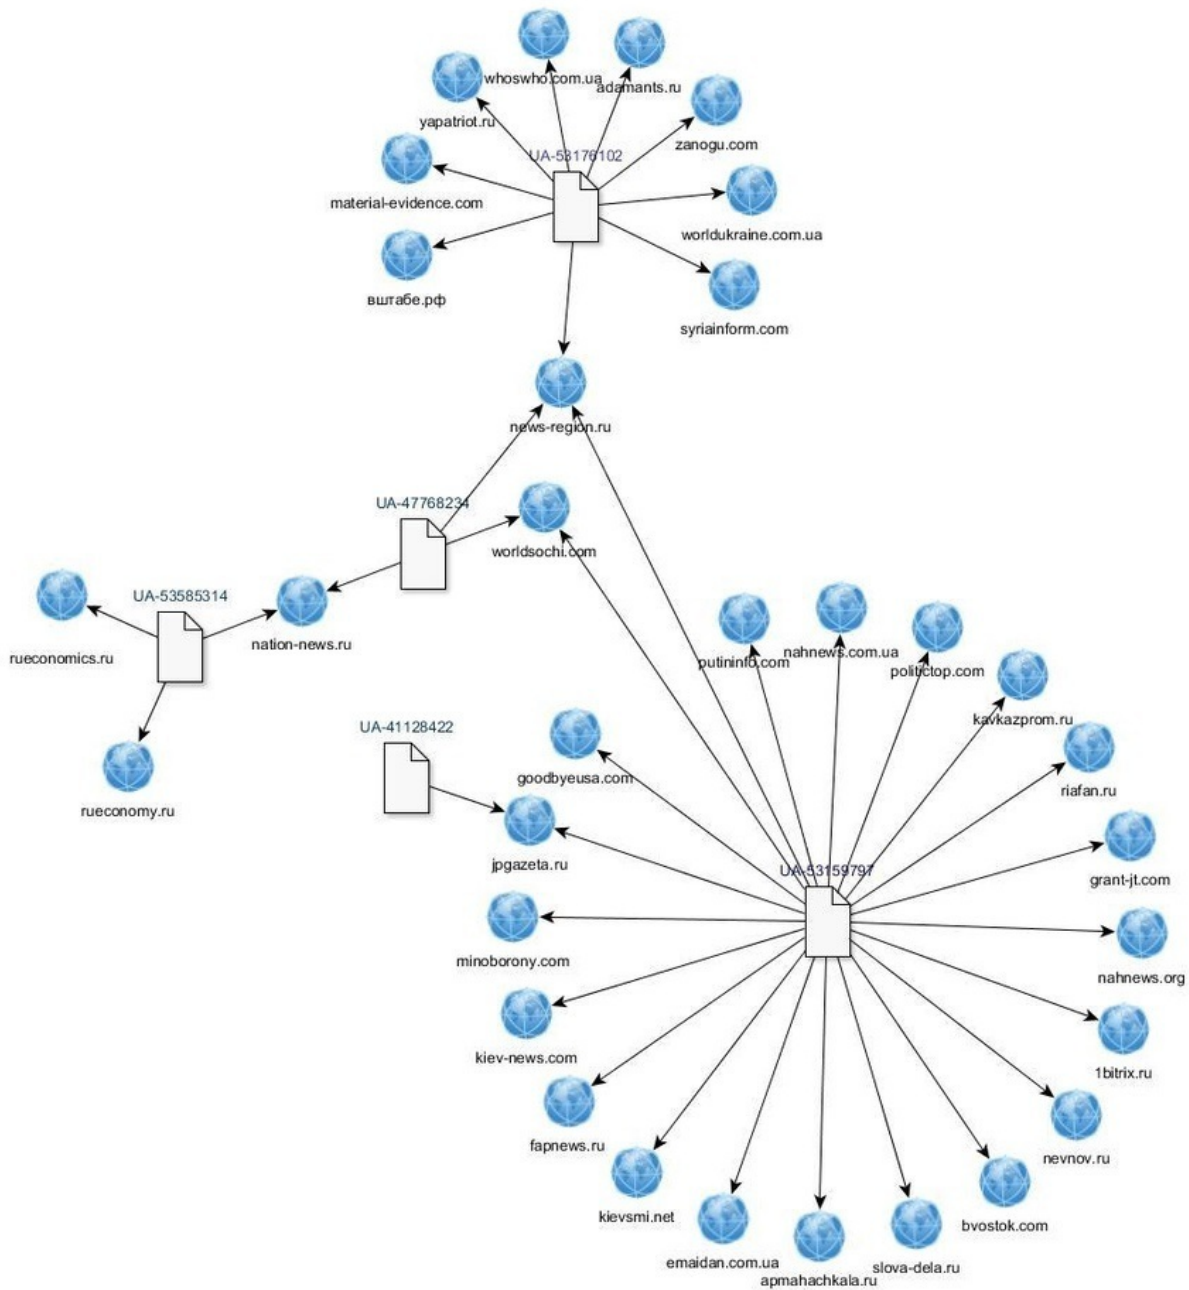 whoswho.com.ua
adamants.ru
yapatriot.ru
zanogu.com
UA-53176102
material-evidence.com
worldukraine.com.ua
вштабе.рф
syriainform.com
news-region.ru
UA-47768234
worldsochi.com
UA-53585314
nation-news.ru
rueconomics.ru
putininfo.com
nahnews.com.ua
politictop.com
kavkazprom.ru
UA-41128422
goodbyeusa.com
riafan.ru
rueconomy.ru
jpgazeta.ru
UA-53159797
grant-jt.com
minoborony.com
nahnews.org
kiev-news.com
1bitrix.ru
fapnews.ru
nevnov.ru
kievsmi.net
bvostok.com
emaidan.com.ua
slova-dela.ru
apmahachkala.ru